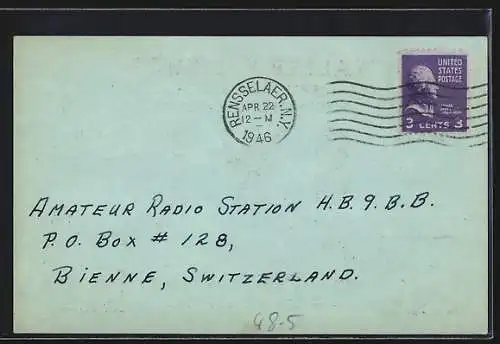 UNITED
STATES
POSTAGE
3 CENTS 3
RENSSELAER, N.Y.
APR 22
12 - M
1946
AMATEUR RADIO STATION H.B.9.B.B.
P.O. BOX # 128,
BIENNE, SWITZERLAND.
48-5